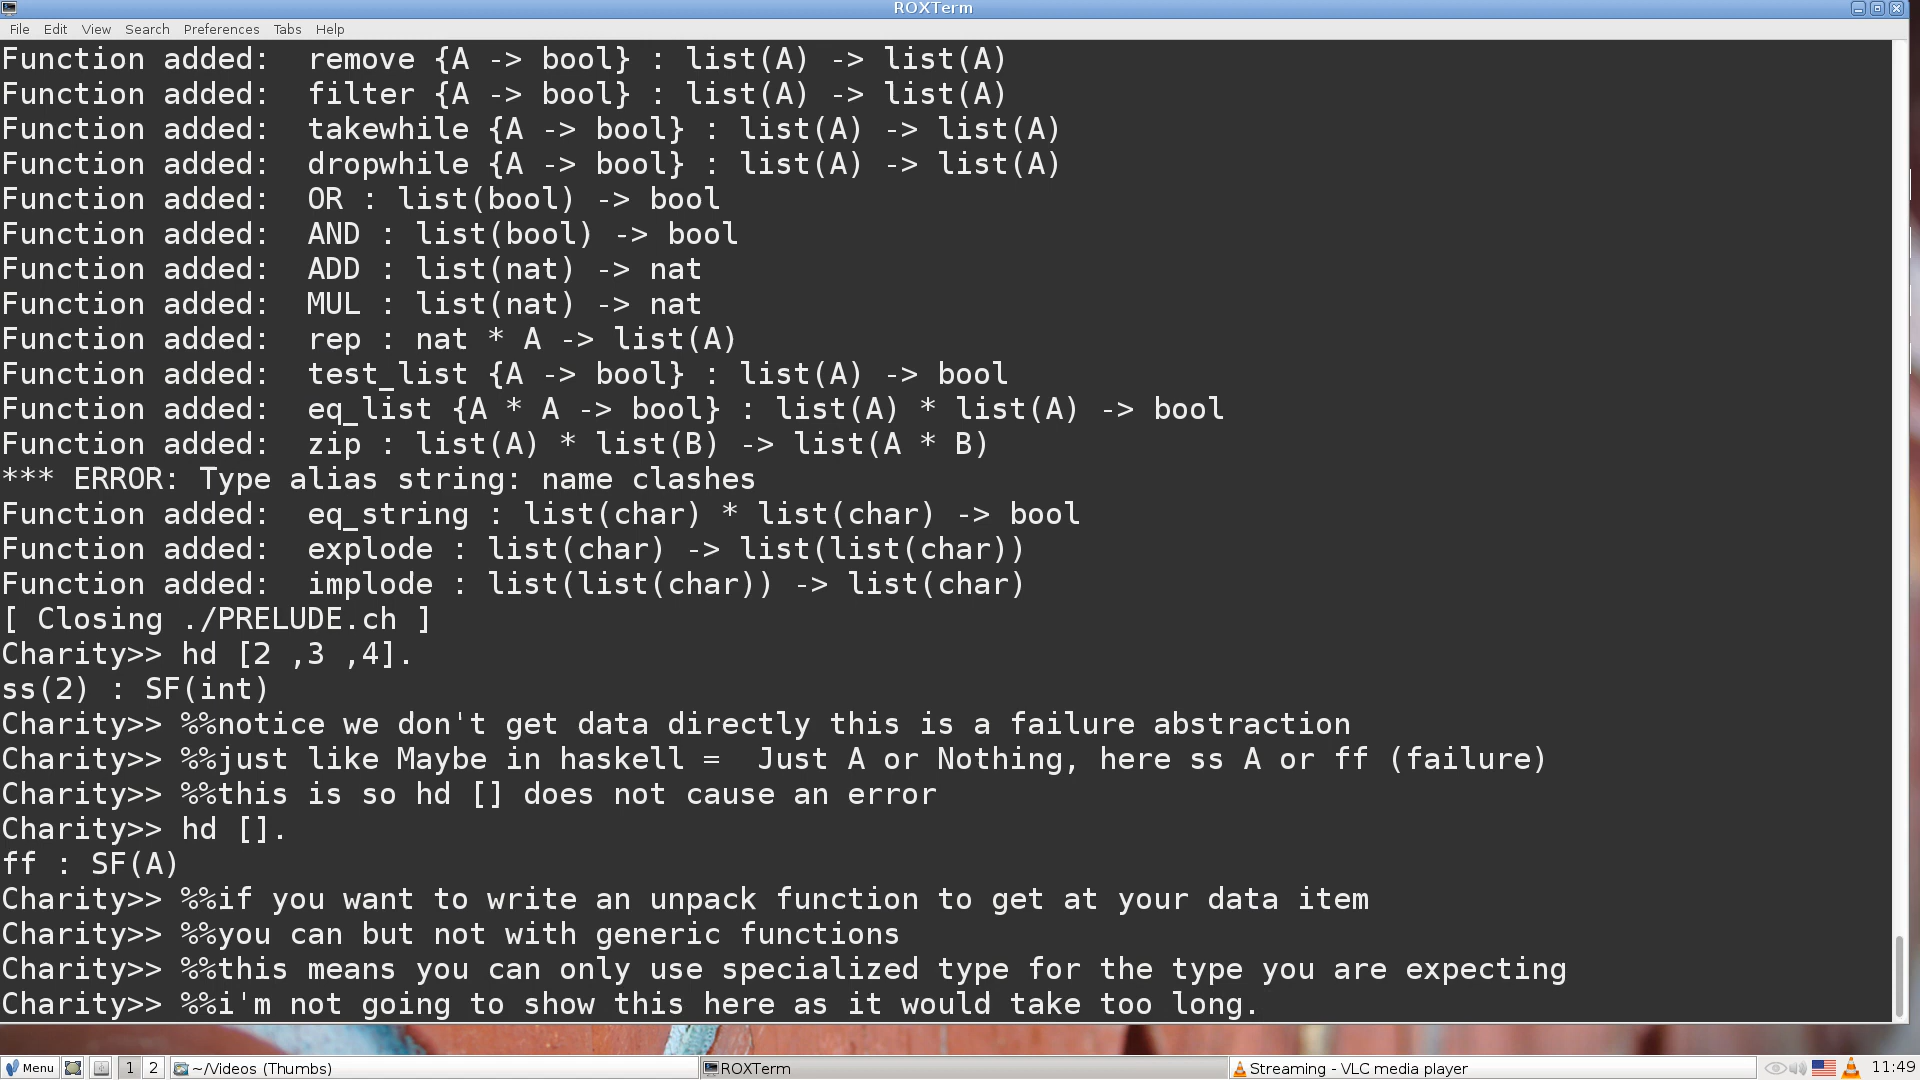 ROXTerm
File Edit View Search Preferences Tabs Help
Function added:  remove {A -> bool} : list(A) -> list(A)
Function added:  filter {A -> bool} : list(A) -> list(A)
Function added:  takewhile {A -> bool} : list(A) -> list(A)
Function added:  dropwhile {A -> bool} : list(A) -> list(A)
Function added:  OR : list(bool) -> bool
Function added:  AND : list(bool) -> bool
Function added:  ADD : list(nat) -> nat
Function added:  MUL : list(nat) -> nat
Function added:  rep : nat * A -> list(A)
Function added:  test_list {A -> bool} : list(A) -> bool
Function added:  eq_list {A * A -> bool} : list(A) * list(A) -> bool
Function added:  zip : list(A) * list(B) -> list(A * B)
*** ERROR: Type alias string: name clashes
Function added:  eq_string : list(char) * list(char) -> bool
Function added:  explode : list(char) -> list(list(char))
Function added:  implode : list(list(char)) -> list(char)
[ Closing ./PRELUDE.ch ]
Charity>> hd [2 ,3 ,4].
ss(2) : SF(int)
Charity>> %%notice we don't get data directly this is a failure abstraction
Charity>> %%just like Maybe in haskell =  Just A or Nothing, here ss A or ff (failure)
Charity>> %%this is so hd [] does not cause an error
Charity>> hd [].
ff : SF(A)
Charity>> %%if you want to write an unpack function to get at your data item
Charity>> %%you can but not with generic functions
Charity>> %%this means you can only use specialized type for the type you are expecting
Charity>> %%i'm not going to show this here as it would take too long.
Menu 1 2 ~/Videos (Thumbs) ROXTerm Streaming - VLC media player 11:49